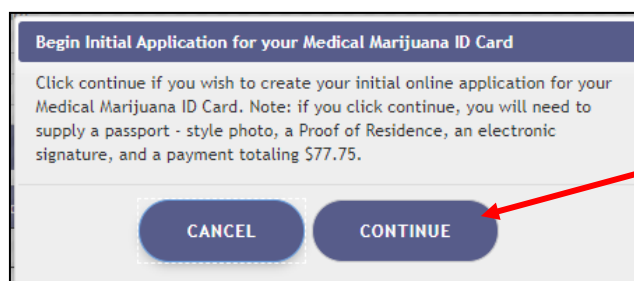 Begin Initial Application for your Medical Marijuana ID Card
Click continue if you wish to create your initial online application for your
Medical Marijuana ID Card. Note: if you click continue, you will need to
supply a passport - style photo, a Proof of Residence, an electronic
signature, and a payment totaling $77.75.
CANCEL CONTINUE